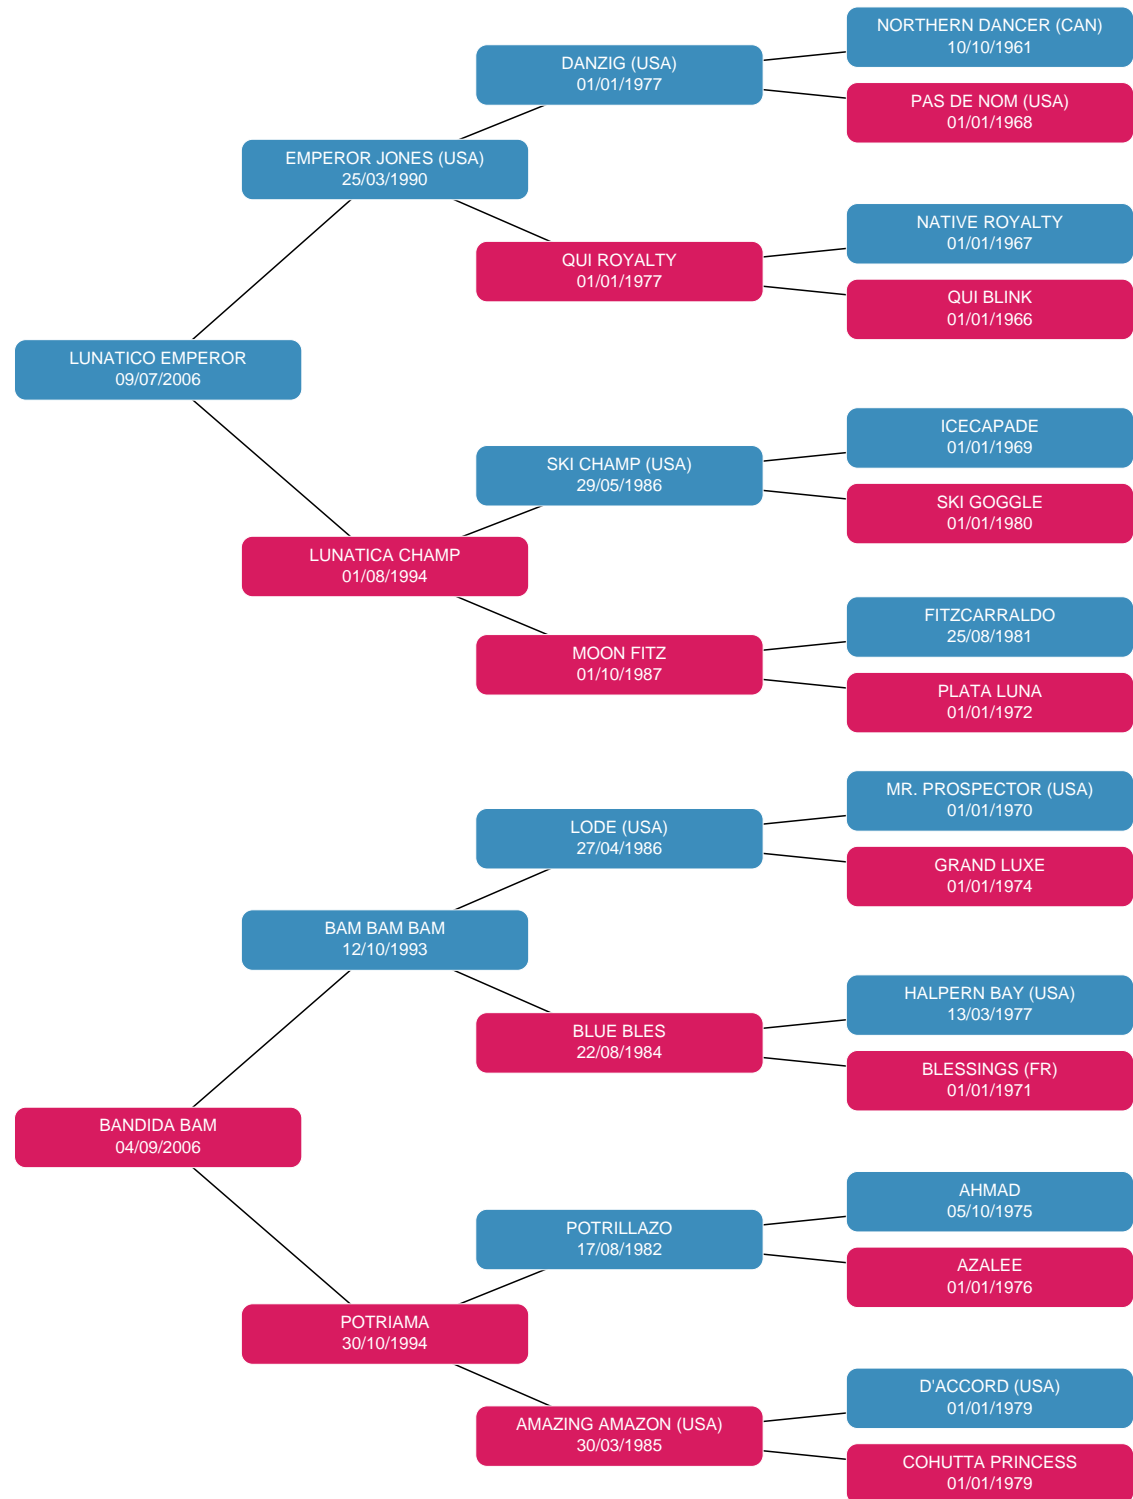 NORTHERN DANCER (CAN)
10/10/1961
DANZIG (USA)
01/01/1977
PAS DE NOM (USA)
01/01/1968
EMPEROR JONES (USA)
25/03/1990
NATIVE ROYALTY
01/01/1967
QUI ROYALTY
01/01/1977
QUI BLINK
01/01/1966
LUNATICO EMPEROR
09/07/2006
ICECAPADE
01/01/1969
SKI CHAMP (USA)
29/05/1986
SKI GOGGLE
01/01/1980
LUNATICA CHAMP
01/08/1994
FITZCARRALDO
25/08/1981
MOON FITZ
01/10/1987
PLATA LUNA
01/01/1972
MR. PROSPECTOR (USA)
01/01/1970
LODE (USA)
27/04/1986
GRAND LUXE
01/01/1974
BAM BAM BAM
12/10/1993
HALPERN BAY (USA)
13/03/1977
BLUE BLES
22/08/1984
BLESSINGS (FR)
01/01/1971
BANDIDA BAM
04/09/2006
AHMAD
05/10/1975
POTRILLAZO
17/08/1982
AZALEE
01/01/1976
POTRIAMA
30/10/1994
D'ACCORD (USA)
01/01/1979
AMAZING AMAZON (USA)
30/03/1985
COHUTTA PRINCESS
01/01/1979